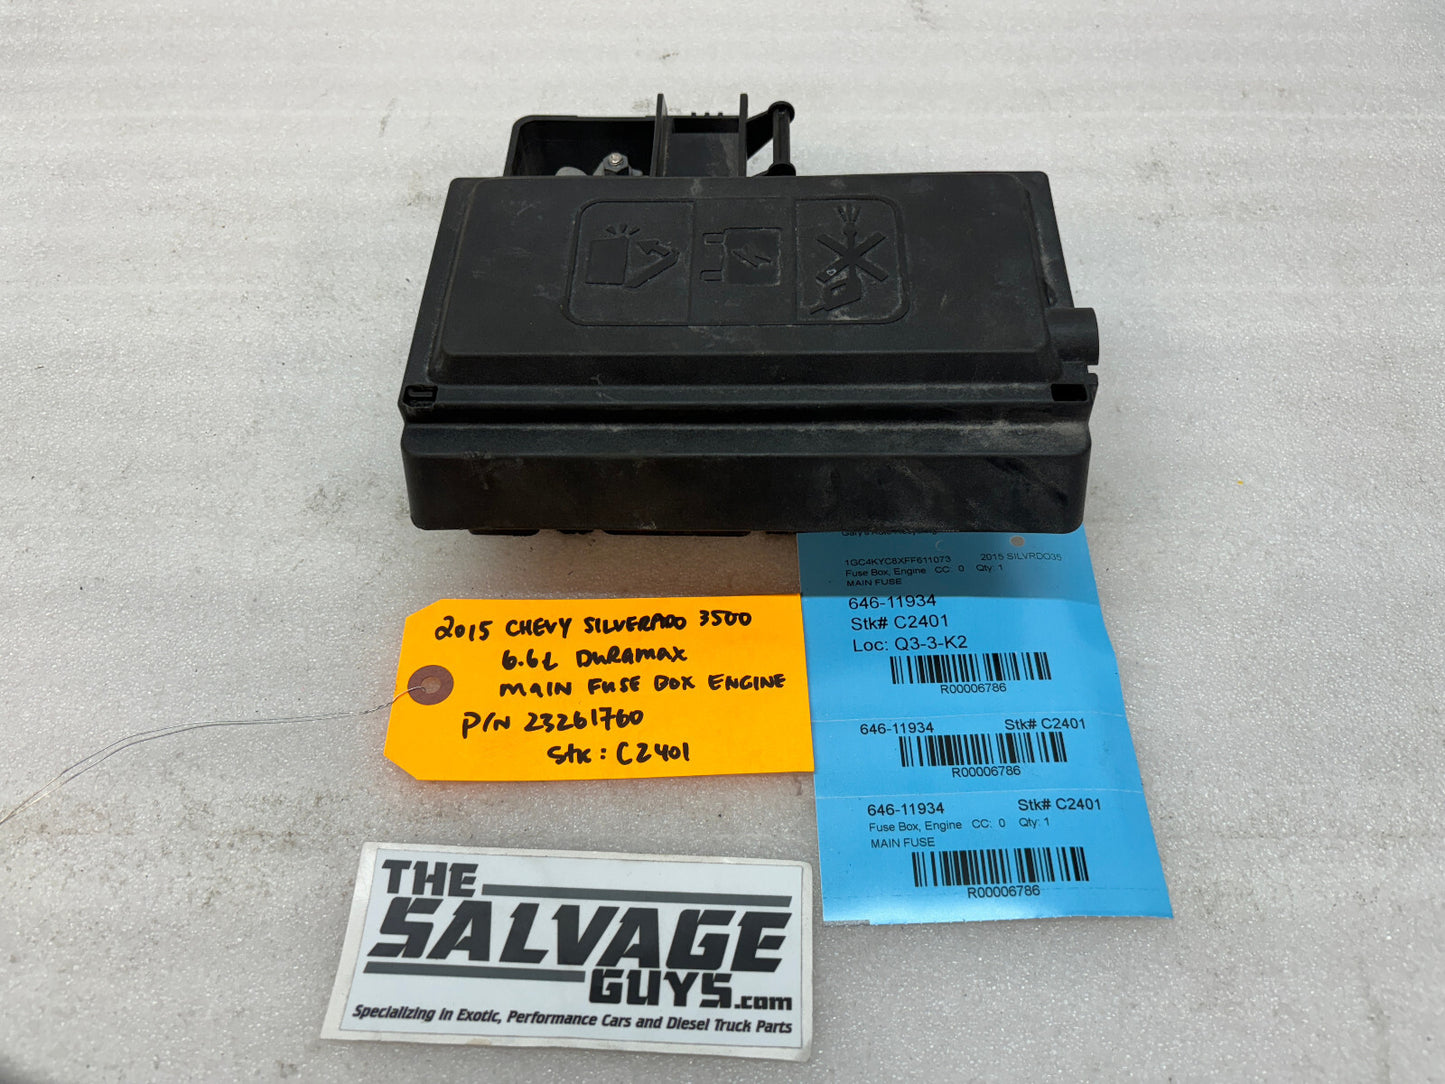 2015 CHEVY SILVERADO 3500
6.6L DURAMAX
MAIN FUSE BOX ENGINE
P/N 23261760
Stk: C2401
1GC4KYC8XFF611073 2015 SILVRDO35
Fuse Box, Engine CC: 0 Qty: 1
MAIN FUSE
646-11934
Stk# C2401
Loc: Q3-3-K2
R00006786
646-11934 Stk# C2401
R00006786
646-11934 Stk# C2401
Fuse Box, Engine CC: 0 Qty: 1
MAIN FUSE
R00006786
THE
SALVAGE
GUYS.com
Specializing in Exotic, Performance Cars and Diesel Truck Parts